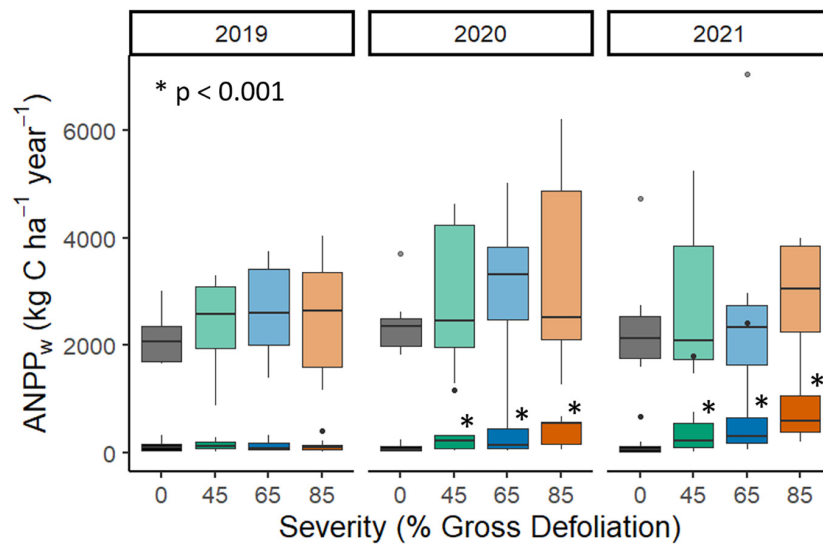 2019 2020 2021
* p < 0.001
6000
4000
2000
0
* * * * * *
0 45 65 85 0 45 65 85 0 45 65 85
ANPPw (kg C ha⁻¹ year⁻¹)
Severity (% Gross Defoliation)